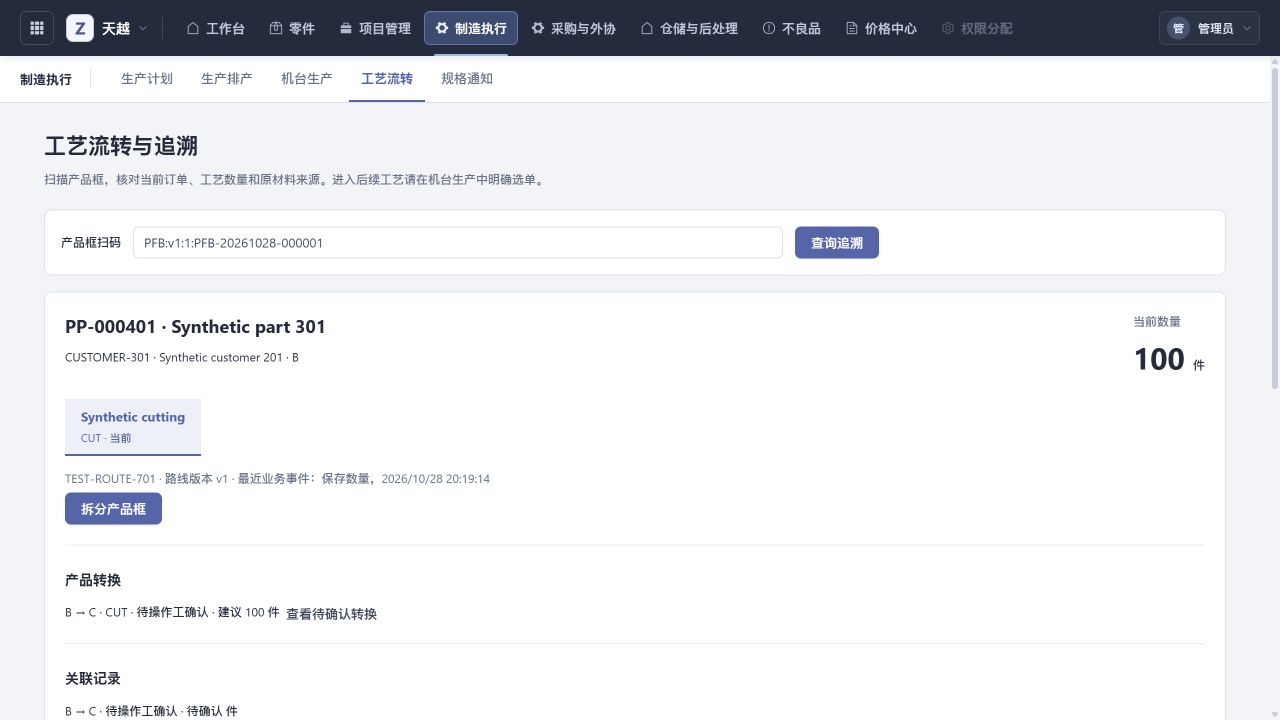 Z 天越 工作台 零件 项目管理 制造执行 采购与外协 仓储与后处理 不良品 价格中心 权限分配 管 管理员
制造执行 生产计划 生产排产 机台生产 工艺流转 规格通知
工艺流转与追溯
扫描产品框，核对当前订单、工艺数量和原材料来源。进入后续工艺请在机台生产中明确选单。
产品框扫码 PFB:v1:1:PFB-20261028-000001 查询追溯
PP-000401 · Synthetic part 301
当前数量
CUSTOMER-301 · Synthetic customer 201 · B
100 件
Synthetic cutting
CUT · 当前
TEST-ROUTE-701 · 路线版本 v1 · 最近业务事件：保存数量，2026/10/28 20:19:14
拆分产品框
产品转换
B → C · CUT · 待操作工确认 · 建议 100 件 查看待确认转换
关联记录
B → C · 待操作工确认 · 待确认 件